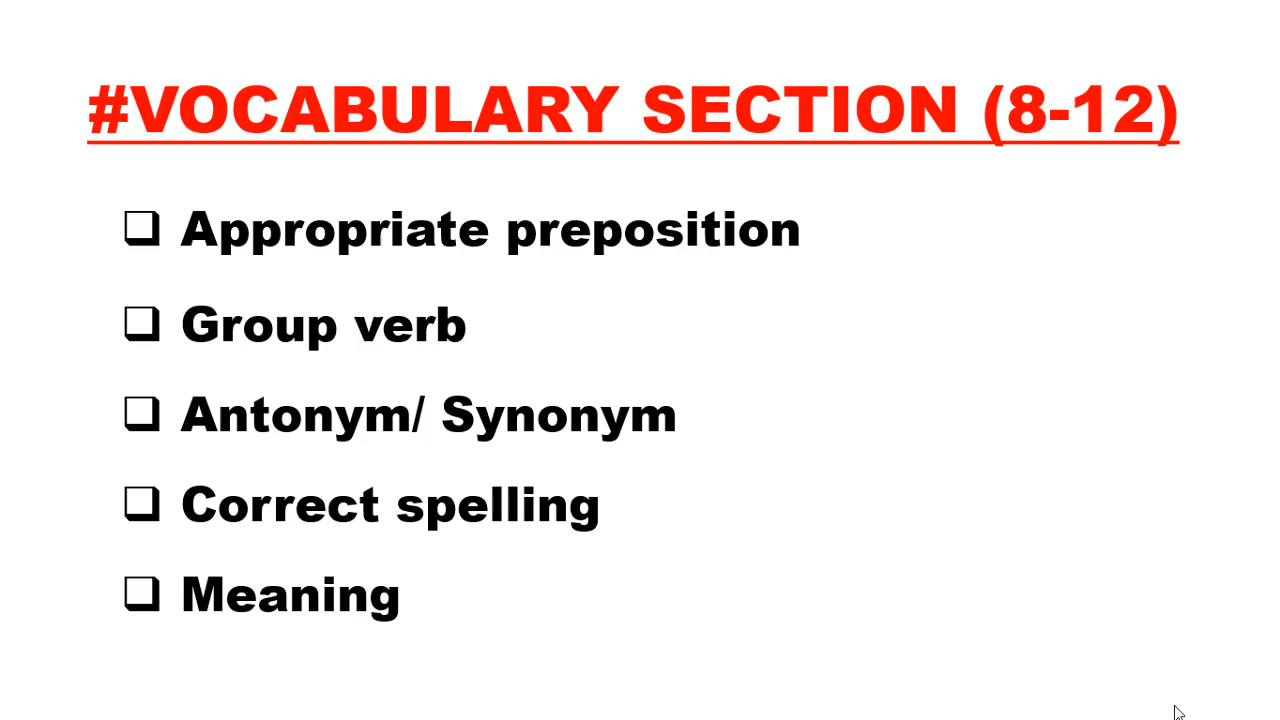 #VOCABULARY SECTION (8-12)
❑ Appropriate preposition
❑ Group verb
❑ Antonym/ Synonym
❑ Correct spelling
❑ Meaning